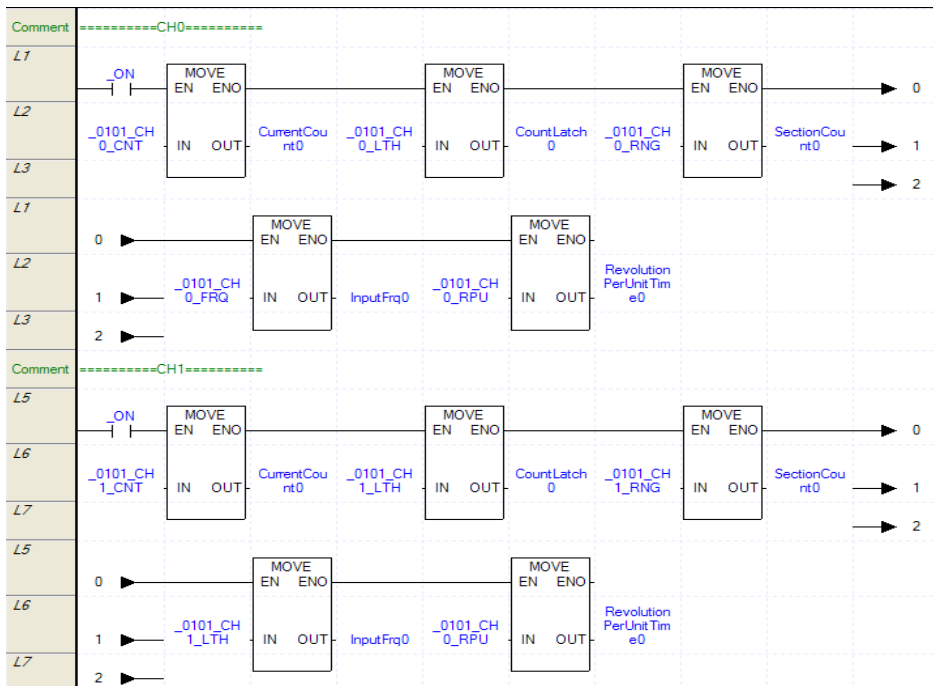 Comment ==========CH0==========
L1
_ON MOVE MOVE MOVE
EN ENO EN ENO EN ENO 0
L2
_0101_CH CurrentCou _0101_CH CountLatch _0101_CH SectionCou
0_CNT IN OUT nt0 0_LTH IN OUT 0 0_RNG IN OUT nt0 1
L3
2
L1
MOVE MOVE
0 EN ENO EN ENO
L2
Revolution
_0101_CH _0101_CH PerUnitTim
1 0_FRQ IN OUT InputFrq0 0_RPU IN OUT e0
L3
2
Comment ==========CH1==========
L5
_ON MOVE MOVE MOVE
EN ENO EN ENO EN ENO 0
L6
_0101_CH CurrentCou _0101_CH CountLatch _0101_CH SectionCou
1_CNT IN OUT nt0 1_LTH IN OUT 0 1_RNG IN OUT nt0 1
L7
2
L5
MOVE MOVE
0 EN ENO EN ENO
L6
Revolution
_0101_CH _0101_CH PerUnitTim
1 1_LTH IN OUT InputFrq0 0_RPU IN OUT e0
L7
2